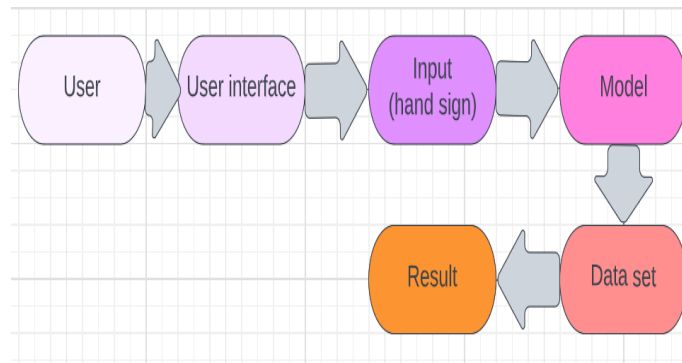 User
User interface
Input
(hand sign)
Model
Result
Data set